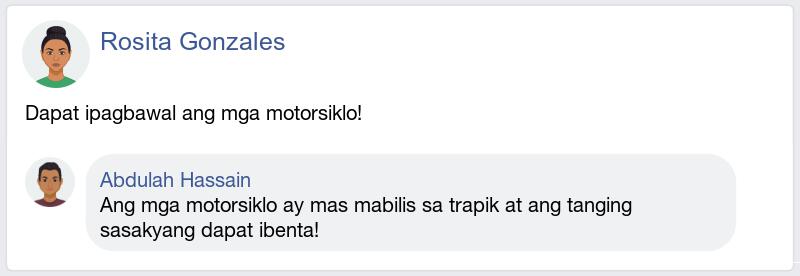 Rosita Gonzales
Dapat ipagbawal ang mga motorsiklo!
Abdulah Hassain
Ang mga motorsiklo ay mas mabilis sa trapik at ang tanging
sasakyang dapat ibenta!